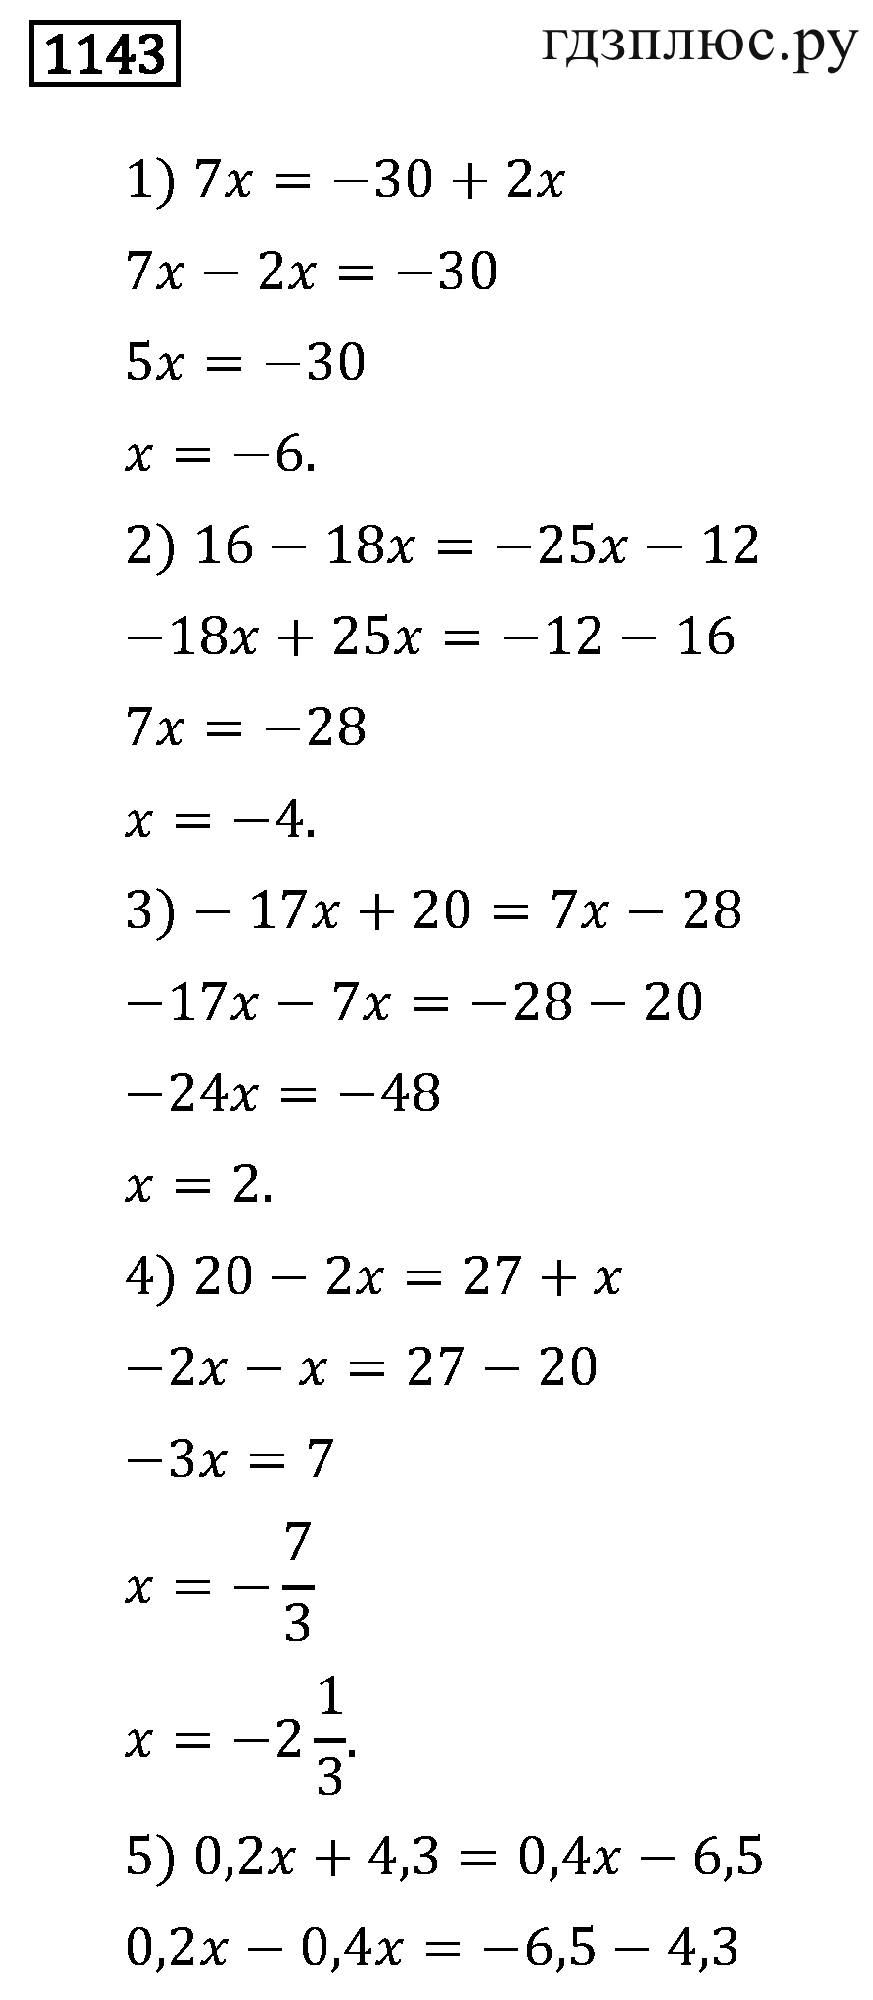 1143
гдзплюс.ру
1) 7x = −30 + 2x
7x − 2x = −30
5x = −30
x = −6.
2) 16 − 18x = −25x − 12
−18x + 25x = −12 − 16
7x = −28
x = −4.
3) − 17x + 20 = 7x − 28
−17x − 7x = −28 − 20
−24x = −48
x = 2.
4) 20 − 2x = 27 + x
−2x − x = 27 − 20
−3x = 7
x = −7/3
x = −2 1/3.
5) 0,2x + 4,3 = 0,4x − 6,5
0,2x − 0,4x = −6,5 − 4,3